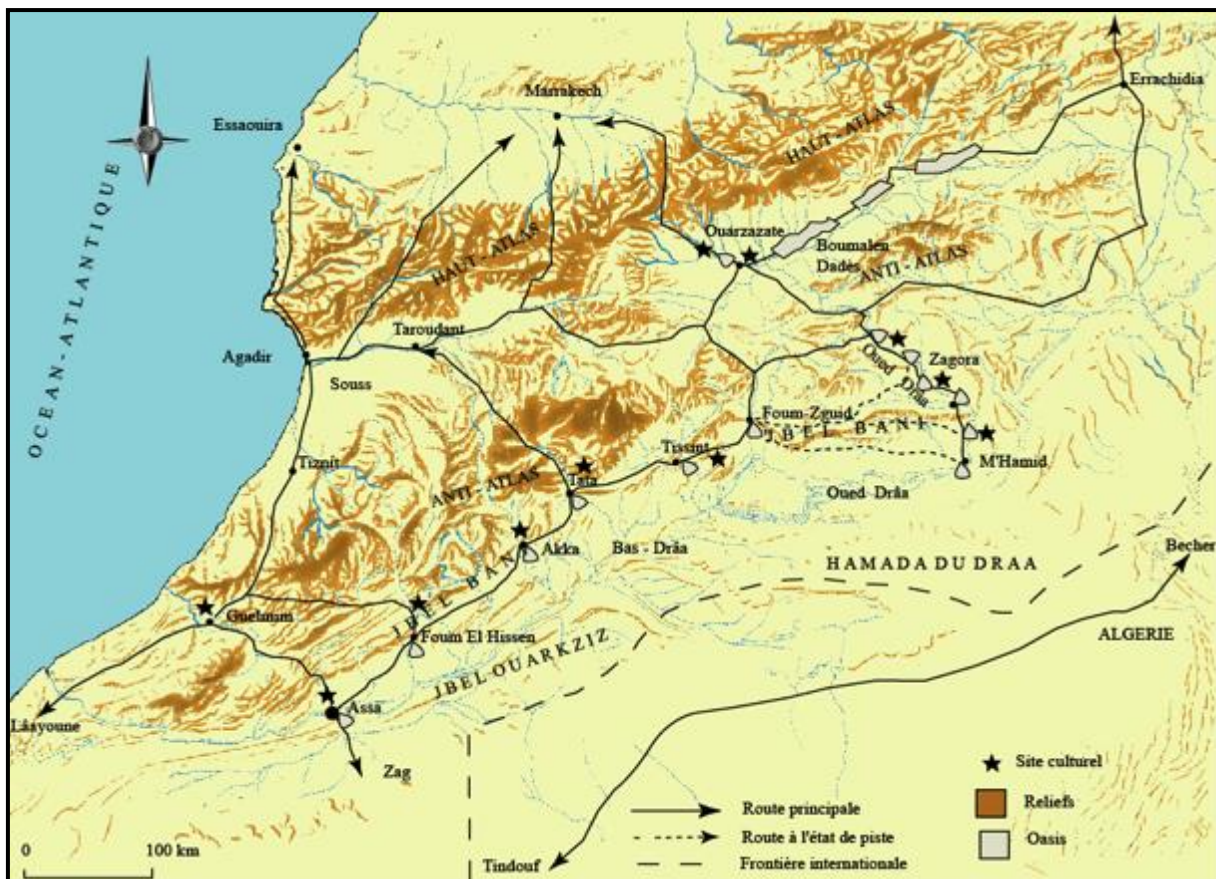 Errachidia
Marrakech
Essaouira
HAUT - ATLAS
OCEAN - ATLANTIQUE
Ouarzazate
Boumalen
Dadès
HAUT - ATLAS
ANTI - ATLAS
Taroudant
Agadir
Souss
Zagora
Oued Drâa
Foum-Zguid
JBEL BANI
Tissint
M'Hamid
Tiznit
ANTI - ATLAS
Tata
Oued Drâa
Akka
Bas - Drâa
Becher
HAMADA DU DRAA
JBEL BANI
Guelmim
Foum El Hissen
ALGERIE
JBEL OUARKZIZ
Assa
Lâayoune
Zag
Site culturel
Reliefs
Route principale
Route à l'état de piste
Oasis
Frontière internationale
0 100 km
Tindouf